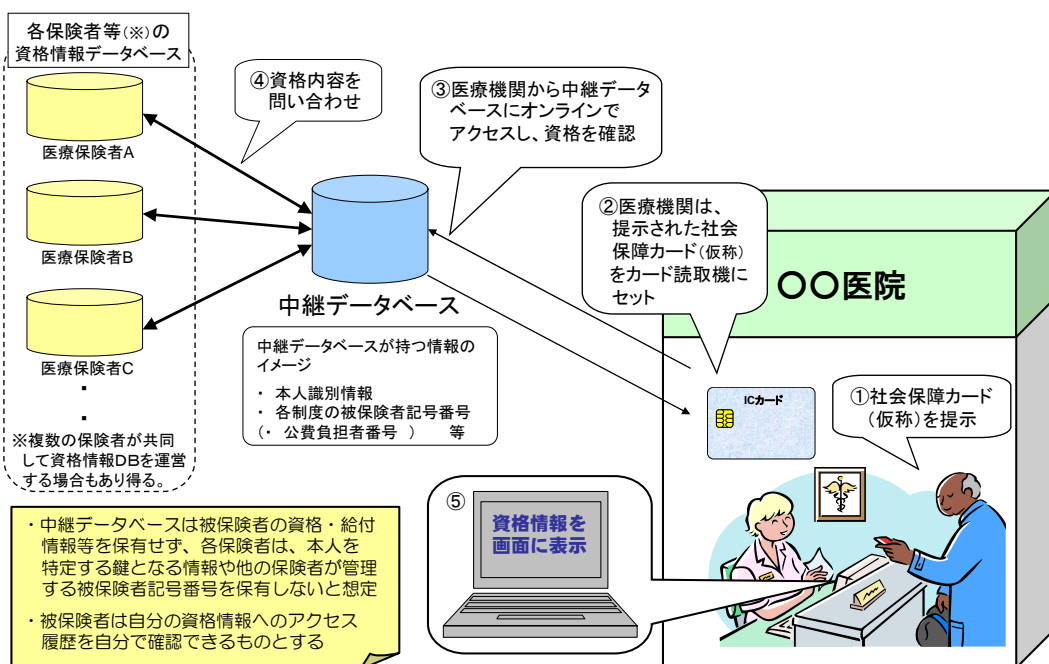 各保険者等(※)の
資格情報データベース
医療保険者A
医療保険者B
医療保険者C
・
・
※複数の保険者が共同
して資格情報DBを運営
する場合もあり得る。
④資格内容を
問い合わせ
③医療機関から中継データ
ベースにオンラインで
アクセスし、資格を確認
②医療機関は、
提示された社会
保障カード(仮称)
をカード読取機に
セット
〇〇医院
中継データベース
中継データベースが持つ情報の
イメージ
・ 本人識別情報
・ 各制度の被保険者記号番号
(・ 公費負担者番号 ) 等
ICカード
①社会保障カード
(仮称)を提示
⑤
資格情報を
画面に表示
・中継データベースは被保険者の資格・給付
情報等を保有せず、各保険者は、本人を
特定する鍵となる情報や他の保険者が管理
する被保険者記号番号を保有しないと想定
・被保険者は自分の資格情報へのアクセス
履歴を自分で確認できるものとする